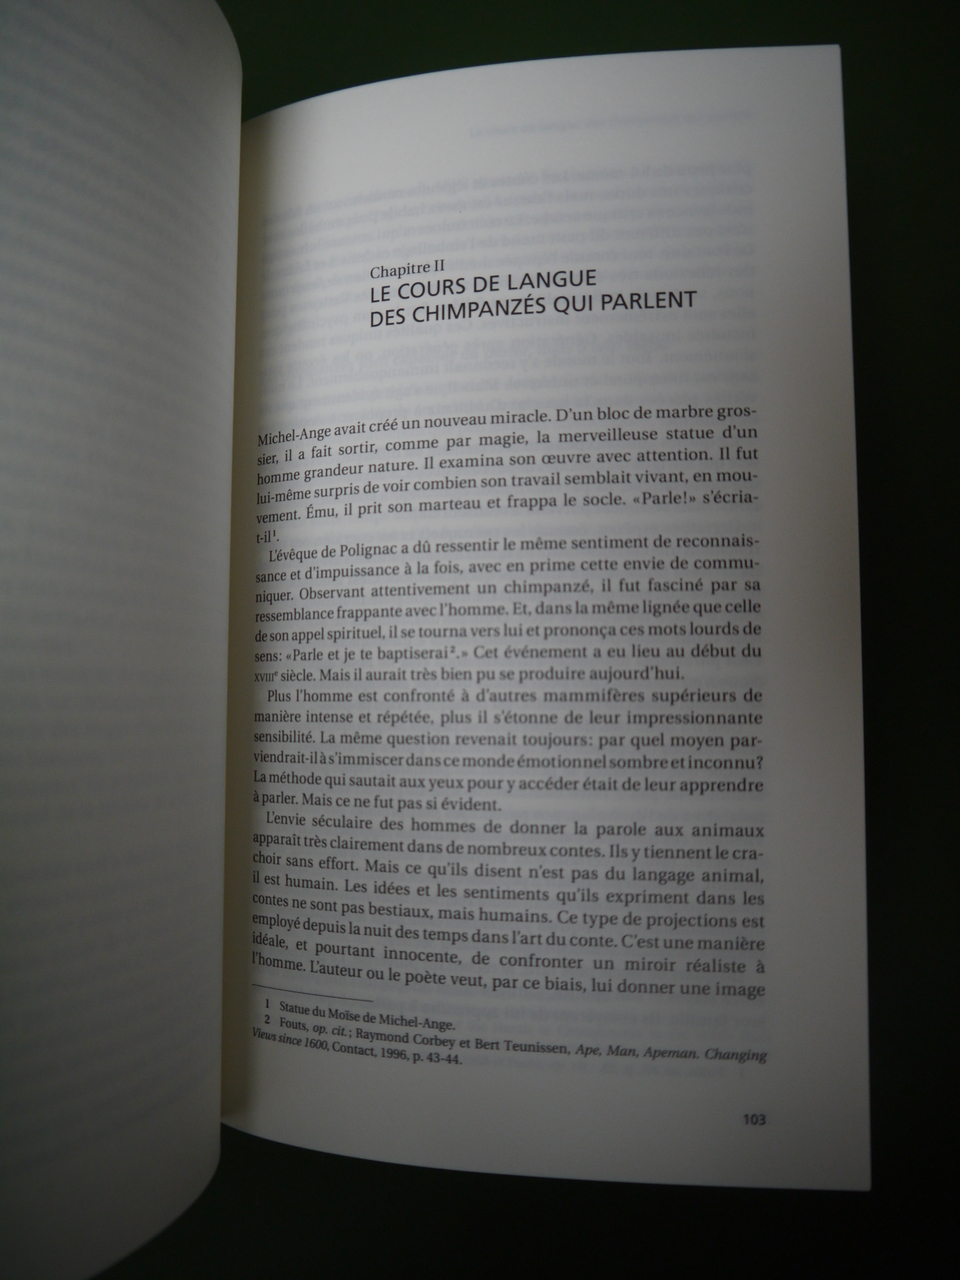 Chapitre II
LE COURS DE LANGUE
DES CHIMPANZÉS QUI PARLENT
Michel-Ange avait créé un nouveau miracle. D'un bloc de marbre gros-
sier, il a fait sortir, comme par magie, la merveilleuse statue d'un
homme grandeur nature. Il examina son œuvre avec attention. Il fut
lui-même surpris de voir combien son travail semblait vivant, en mou-
vement. Ému, il prit son marteau et frappa le socle. «Parle!» s'écria-
t-il¹.
L'évêque de Polignac a dû ressentir le même sentiment de reconnais-
sance et d'impuissance à la fois, avec en prime cette envie de commu-
niquer. Observant attentivement un chimpanzé, il fut fasciné par sa
ressemblance frappante avec l'homme. Et, dans la même lignée que celle
de son appel spirituel, il se tourna vers lui et prononça ces mots lourds de
sens: «Parle et je te baptiserai².» Cet événement a eu lieu au début du
XVIIIᵉ siècle. Mais il aurait très bien pu se produire aujourd'hui.
Plus l'homme est confronté à d'autres mammifères supérieurs de
manière intense et répétée, plus il s'étonne de leur impressionnante
sensibilité. La même question revenait toujours: par quel moyen par-
viendrait-il à s'immiscer dans ce monde émotionnel sombre et inconnu?
La méthode qui sautait aux yeux pour y accéder était de leur apprendre
à parler. Mais ce ne fut pas si évident.
L'envie séculaire des hommes de donner la parole aux animaux
apparaît très clairement dans de nombreux contes. Ils y tiennent le cra-
choir sans effort. Mais ce qu'ils disent n'est pas du langage animal,
il est humain. Les idées et les sentiments qu'ils expriment dans les
contes ne sont pas bestiaux, mais humains. Ce type de projections est
employé depuis la nuit des temps dans l'art du conte. C'est une manière
idéale, et pourtant innocente, de confronter un miroir réaliste à
l'homme. L'auteur ou le poète veut, par ce biais, lui donner une image
1 Statue du Moïse de Michel-Ange.
2 Fouts, op. cit.; Raymond Corbey et Bert Teunissen, Ape, Man, Apeman. Changing
Views since 1600, Contact, 1996, p. 43-44.
103